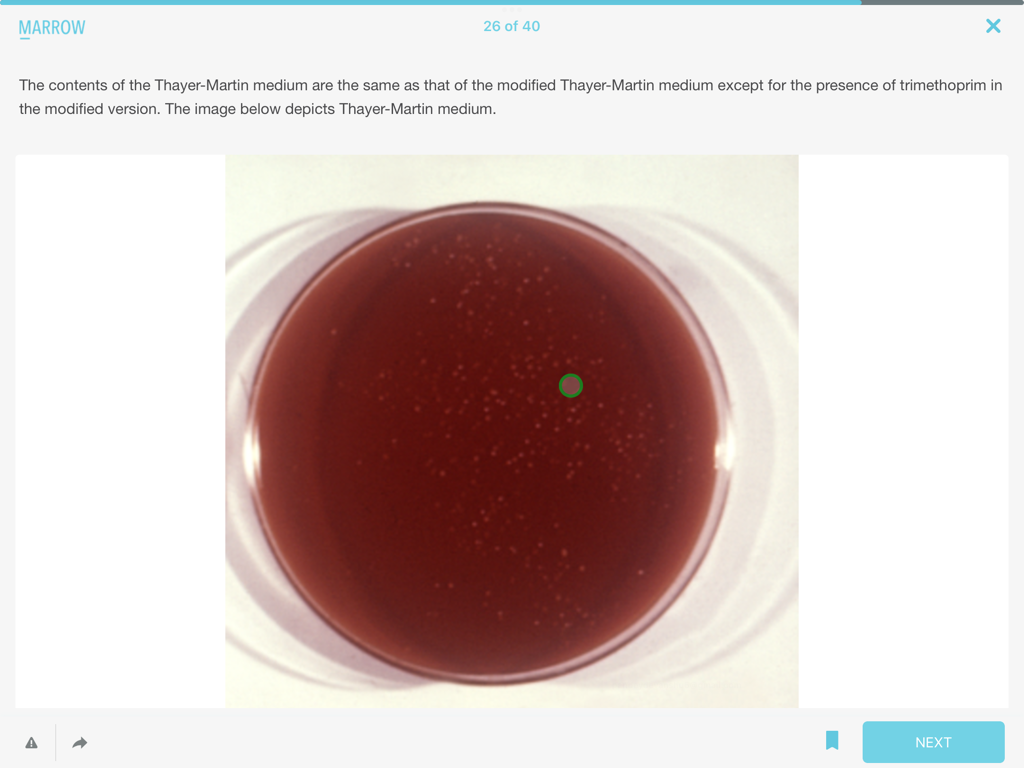 MARROW
26 of 40
The contents of the Thayer-Martin medium are the same as that of the modified Thayer-Martin medium except for the presence of trimethoprim in
the modified version. The image below depicts Thayer-Martin medium.
NEXT